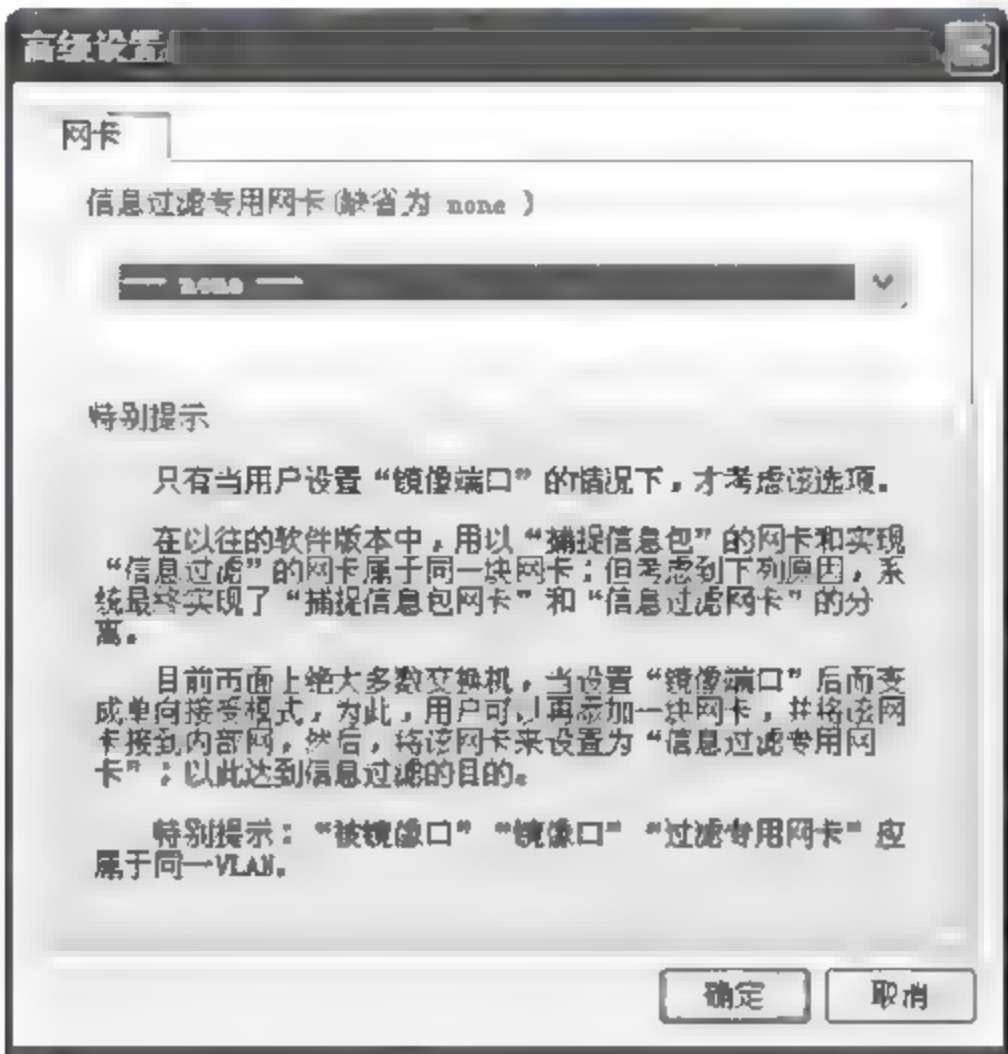 高级设置
网卡
信息过滤专用网卡(缺省为 none )
── none ──
特别提示
只有当用户设置“镜像端口”的情况下,才考虑该选项。
在以往的软件版本中,用以“捕捉信息包”的网卡和实现
“信息过滤”的网卡属于同一块网卡;但考虑到下列原因,系
统最终实现了“捕捉信息包网卡”和“信息过滤网卡”的分
离。
目前市面上绝大多数交换机,当设置“镜像端口”后而变
成单向接受模式,为此,用户可以再添加一块网卡,并将该网
卡接到内部网,然后,将该网卡来设置为“信息过滤专用网
卡”;以此达到信息过滤的目的。
特别提示:“被镜像口”“镜像口”“过滤专用网卡”应
属于同一VLAN。
确定
取消